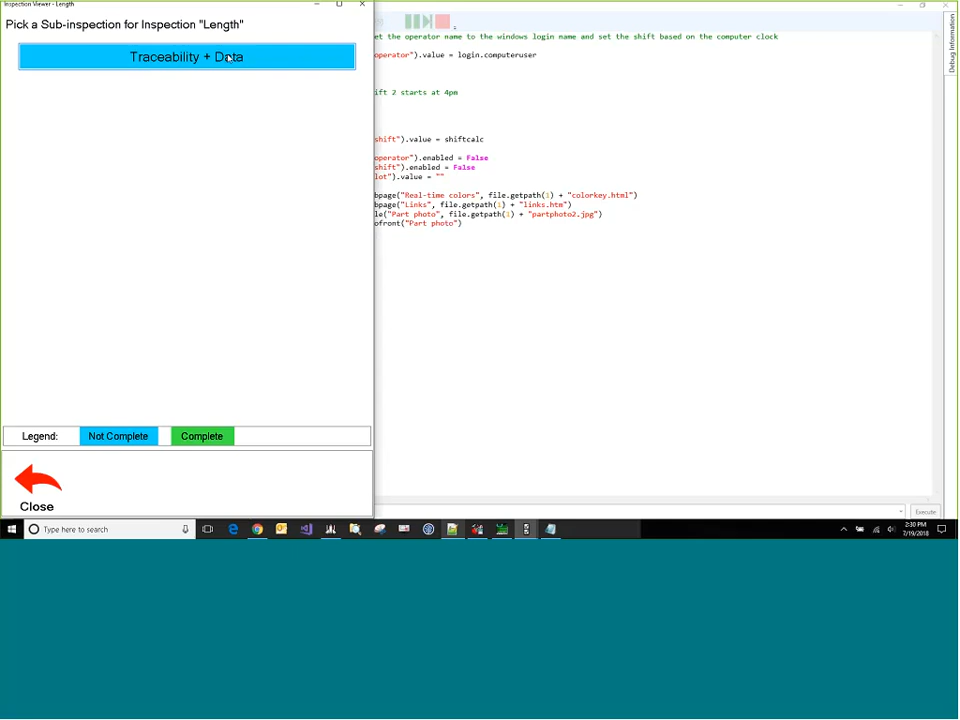 Inspection Viewer - Length
Pick a Sub-inspection for Inspection "Length"
Traceability + Data
Legend:
Not Complete
Complete
Close
et the operator name to the windows login name and set the shift based on the computer clock
operator").value = login.computeruser
ift 2 starts at 4pm
shift").value = shiftcalc
operator").enabled = False
shift").enabled = False
lot").value = ""
bpage("Real-time colors", file.getpath(1) + "colorkey.html")
bpage("Links", file.getpath(1) + "links.htm")
le("Part photo", file.getpath(1) + "partphoto2.jpg")
ofront("Part photo")
Debug Information
Execute
Type here to search
2:30 PM
7/19/2018